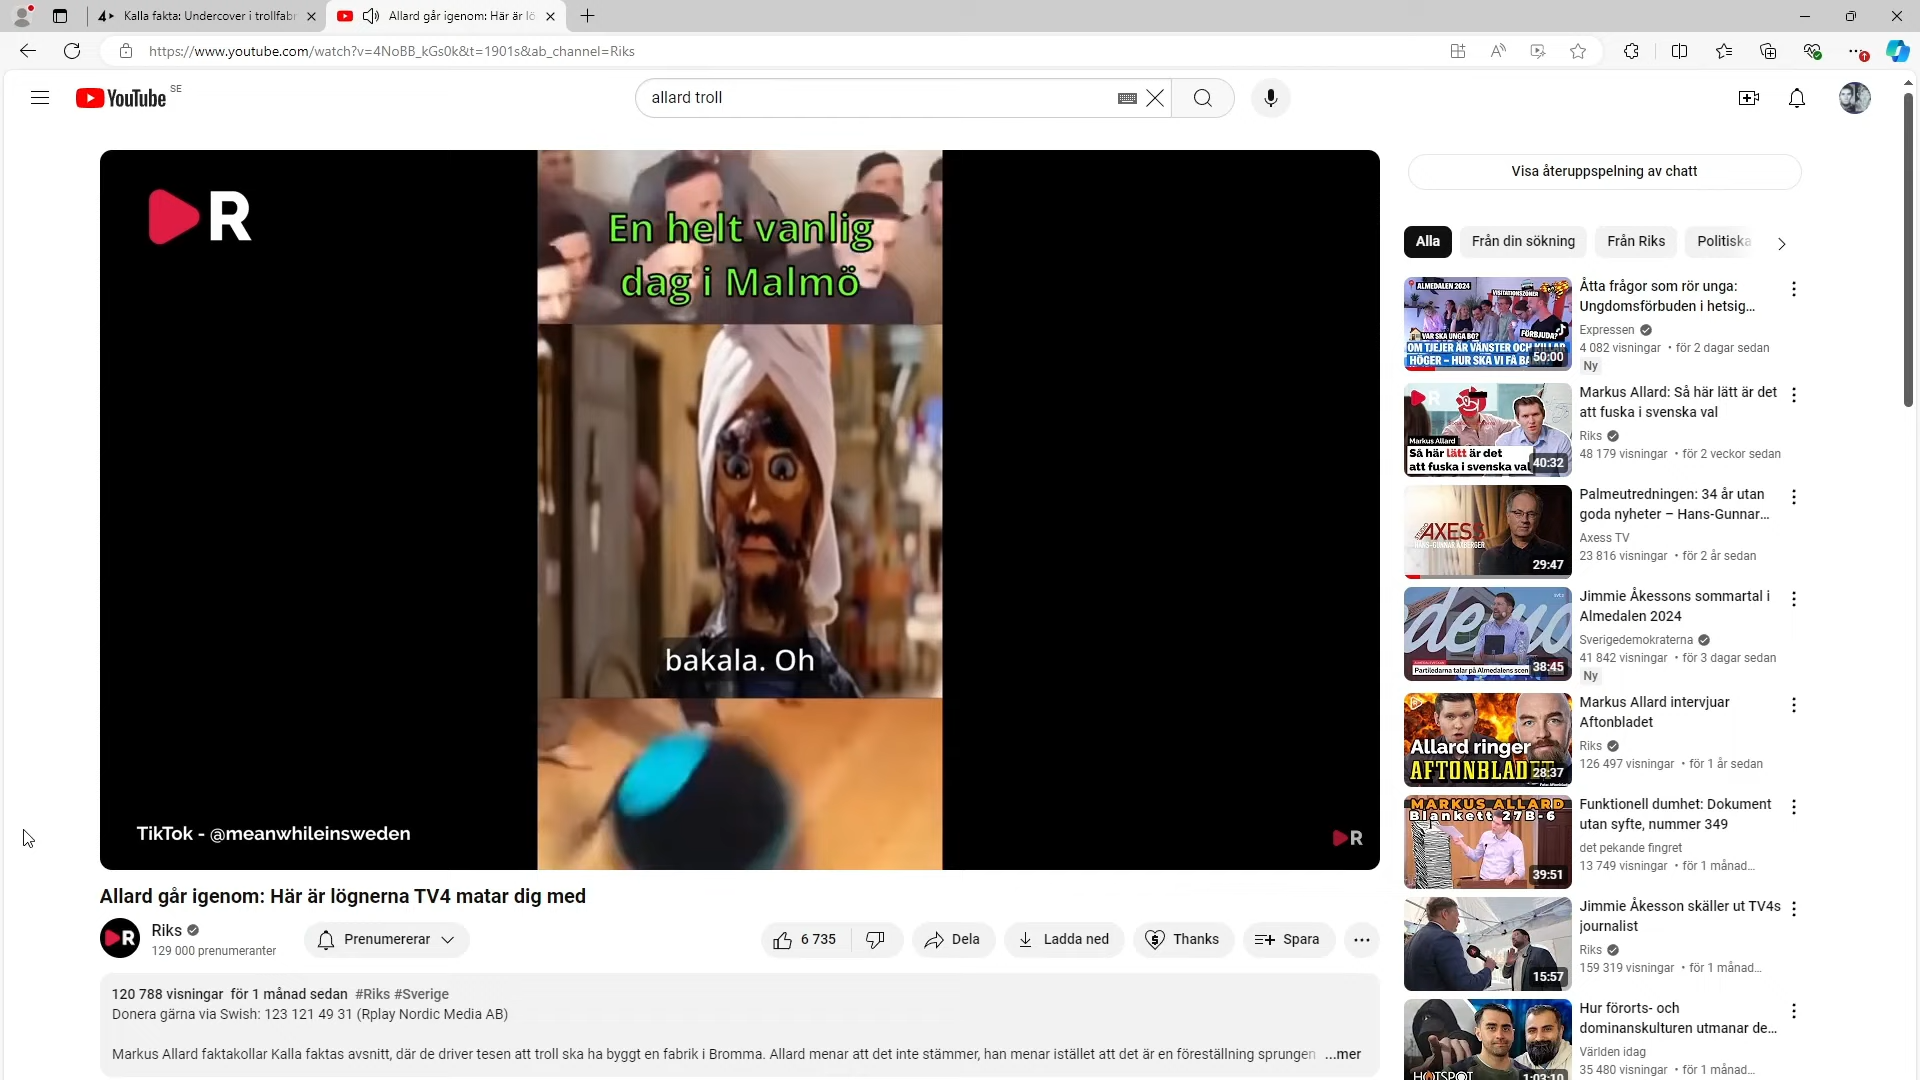 Kalla fakta: Undercover i trollfabr
Allard går igenom: Här är lö
https://www.youtube.com/watch?v=4NoBB_kGs0k&t=1901s&ab_channel=Riks
YouTube SE
allard troll
R
En helt vanlig
dag i Malmö
bakala. Oh
TikTok - @meanwhileinsweden
R
Allard går igenom: Här är lögnerna TV4 matar dig med
Riks
129 000 prenumeranter
Prenumererar
6 735
Dela
Ladda ned
Thanks
Spara
120 788 visningar för 1 månad sedan #Riks #Sverige
Donera gärna via Swish: 123 121 49 31 (Rplay Nordic Media AB)
Markus Allard faktakollar Kalla faktas avsnitt, där de driver tesen att troll ska ha byggt en fabrik i Bromma. Allard menar att det inte stämmer, han menar istället att det är en föreställning sprungen ...mer
Visa återuppspelning av chatt
Alla
Från din sökning
Från Riks
Politiska
ALMEDALEN 2024
VISITATIONSZONER
VAR SKA UNGA BO?
FÖRBJUDA?
OM TJEJER ÄR VÄNSTER OCH KILLAR
HÖGER – HUR SKA VI FÅ
50:00
Åtta frågor som rör unga:
Ungdomsförbuden i hetsig...
Expressen
4 082 visningar • för 2 dagar sedan
Ny
Markus Allard
Så här lätt är det
att fuska i svenska val
40:32
Markus Allard: Så här lätt är det
att fuska i svenska val
Riks
48 179 visningar • för 2 veckor sedan
STUDIO
AXESS
29:47
Palmeutredningen: 34 år utan
goda nyheter – Hans-Gunnar...
Axess TV
23 816 visningar • för 2 år sedan
Partiledarna talar på Almedalens scen
38:45
Jimmie Åkessons sommartal i
Almedalen 2024
Sverigedemokraterna
41 842 visningar • för 3 dagar sedan
Ny
Allard ringer
AFTONBLADET
28:37
Markus Allard intervjuar
Aftonbladet
Riks
126 497 visningar • för 1 år sedan
MARKUS ALLARD
Blankett 27B-6
39:51
Funktionell dumhet: Dokument
utan syfte, nummer 349
det pekande fingret
13 749 visningar • för 1 månad...
15:57
Jimmie Åkesson skäller ut TV4s
journalist
Riks
159 319 visningar • för 1 månad...
HOTSPOT
1:03:10
Hur förorts- och
dominanskulturen utmanar de...
Världen idag
35 480 visningar • för 1 månad...